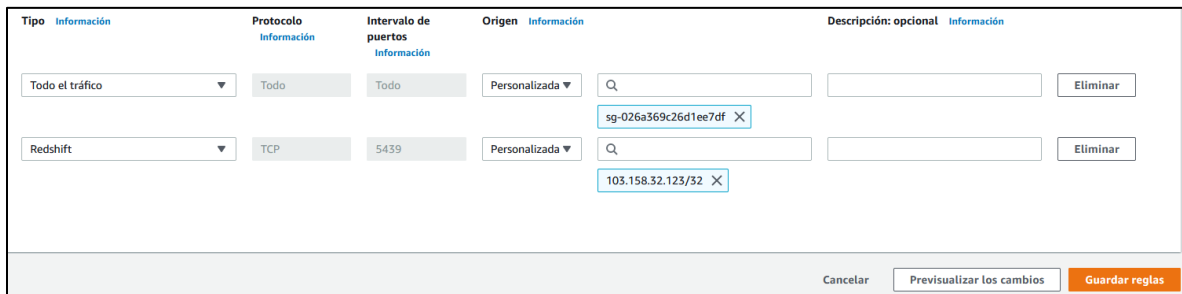 Tipo Información
Protocolo
Información
Intervalo de
puertos
Información
Origen Información
Descripción: opcional Información
Todo el tráfico
Todo
Todo
Personalizada
Eliminar
sg-026a369c26d1ee7df
Redshift
TCP
5439
Personalizada
Eliminar
103.158.32.123/32
Cancelar
Previsualizar los cambios
Guardar reglas